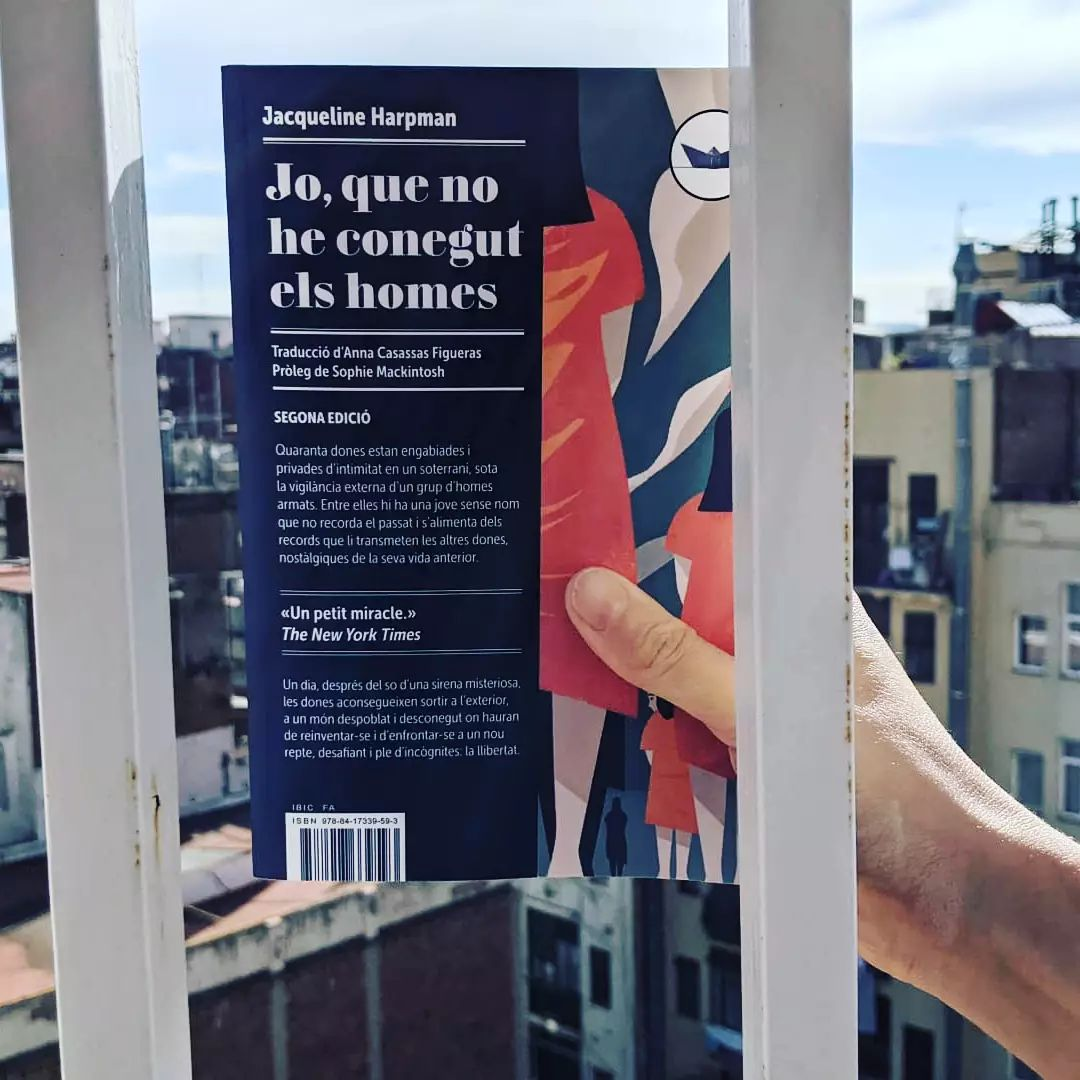 Jacqueline Harpman
Jo, que no
he conegut
els homes
Traducció d'Anna Casassas Figueras
Pròleg de Sophie Mackintosh
SEGONA EDICIÓ
Quaranta dones estan engabiades i
privades d'intimitat en un soterrani, sota
la vigilància externa d'un grup d'homes
armats. Entre elles hi ha una jove sense nom
que no recorda el passat i s'alimenta dels
records que li transmeten les altres dones,
nostàlgiques de la seva vida anterior.
«Un petit miracle.»
The New York Times
Un dia, després del so d'una sirena misteriosa,
les dones aconsegueixen sortir a l'exterior,
a un món despoblat i desconegut on hauran
de reinventar-se i d'enfrontar-se a un nou
repte, desafiant i ple d'incògnites: la llibertat.
IBIC FA
ISBN 978-84-17339-59-3